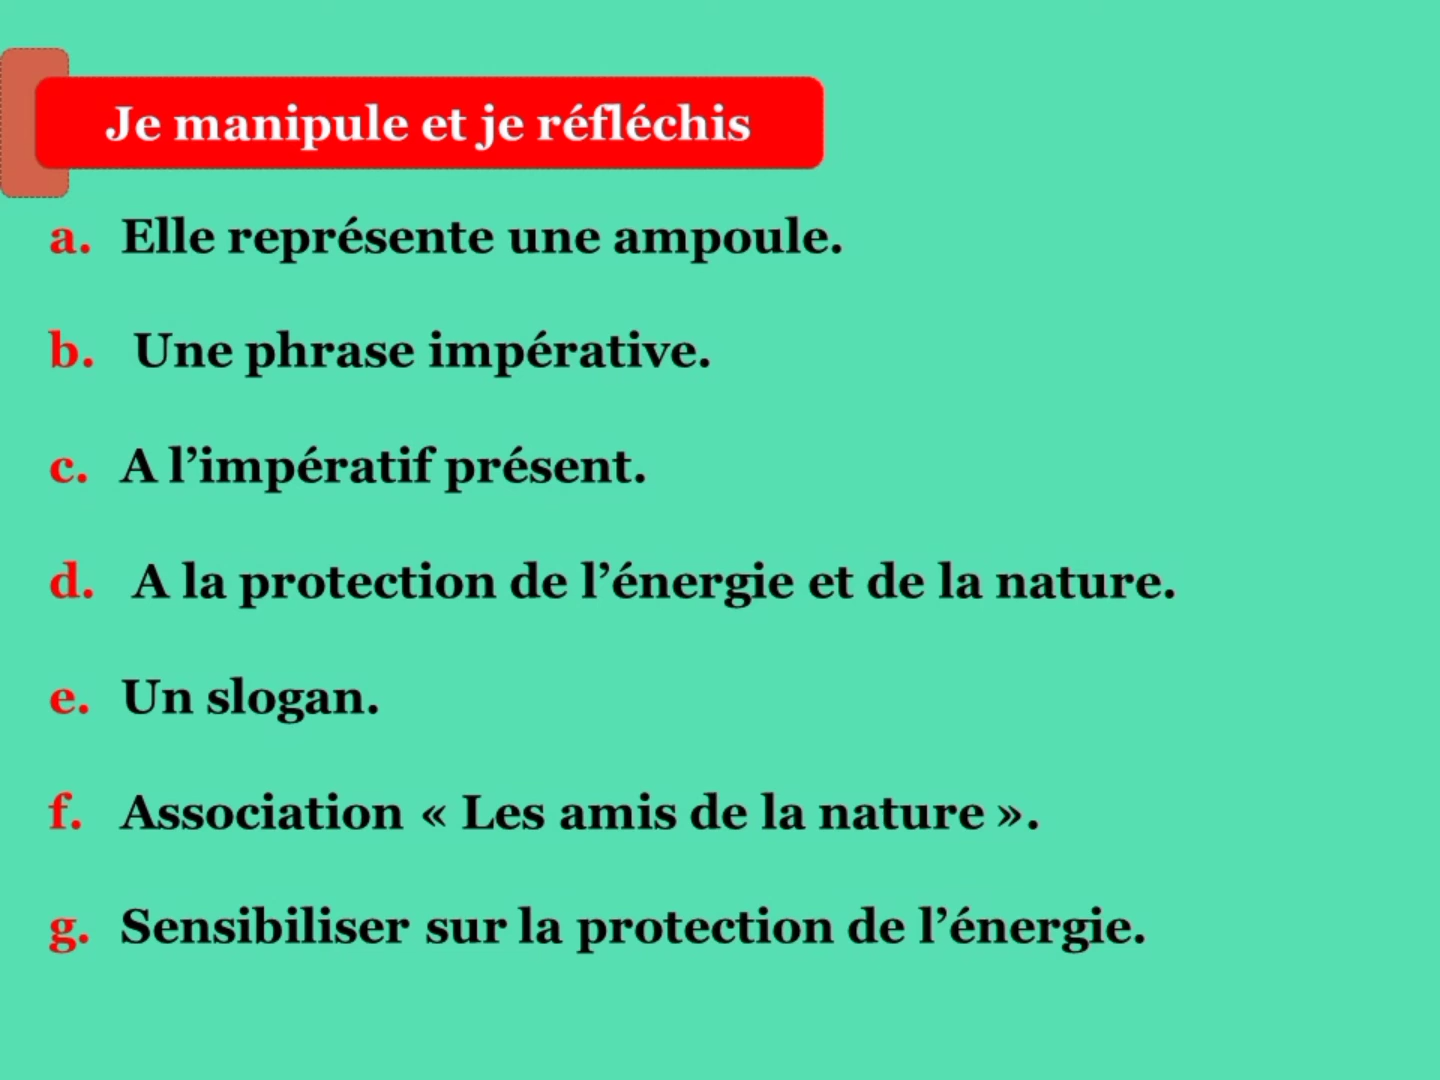 Je manipule et je réfléchis
a. Elle représente une ampoule.
b. Une phrase impérative.
c. A l’impératif présent.
d. A la protection de l’énergie et de la nature.
e. Un slogan.
f. Association « Les amis de la nature ».
g. Sensibiliser sur la protection de l’énergie.